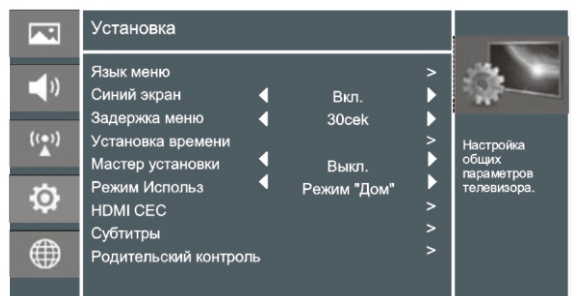 Установка
Язык меню >
Синий экран Вкл.
Задержка меню 30cek
Установка времени >
Мастер установки Выкл.
Режим Использ Режим "Дом"
HDMI CEC >
Субтитры >
Родительский контроль >
Настройка
общих
параметров
телевизора.